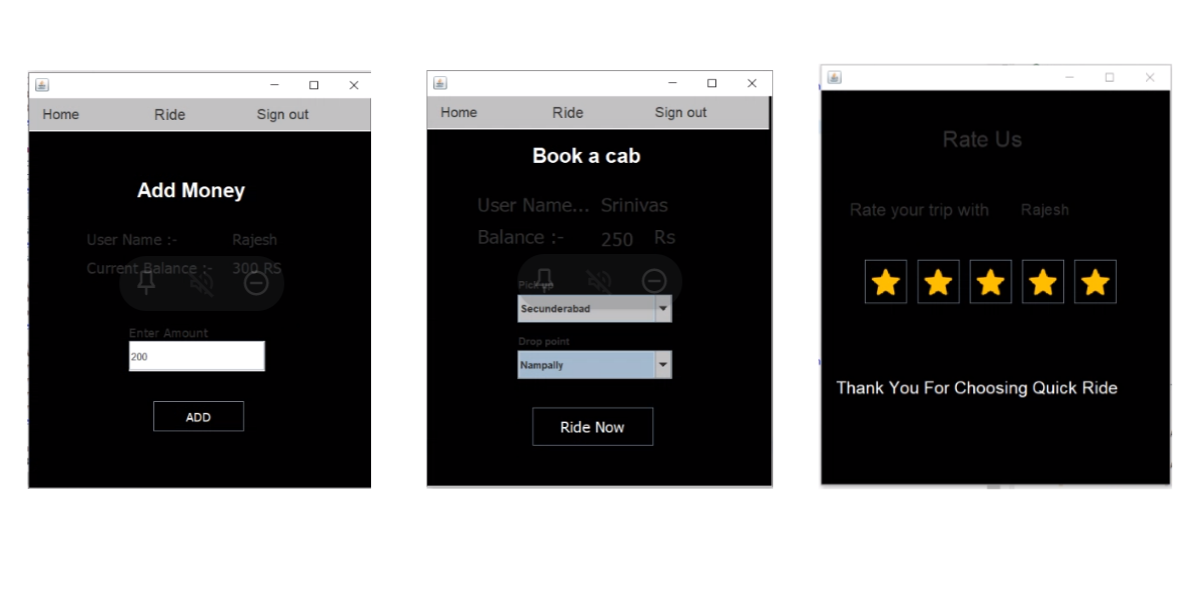 Home Ride Sign out
Add Money
User Name :- Rajesh
Current Balance :- 300 RS
Enter Amount
200
ADD
Home Ride Sign out
Book a cab
User Name... Srinivas
Balance :- 250 Rs
Pick up
Secunderabad
Drop point
Nampally
Ride Now
Rate Us
Rate your trip with Rajesh
Thank You For Choosing Quick Ride